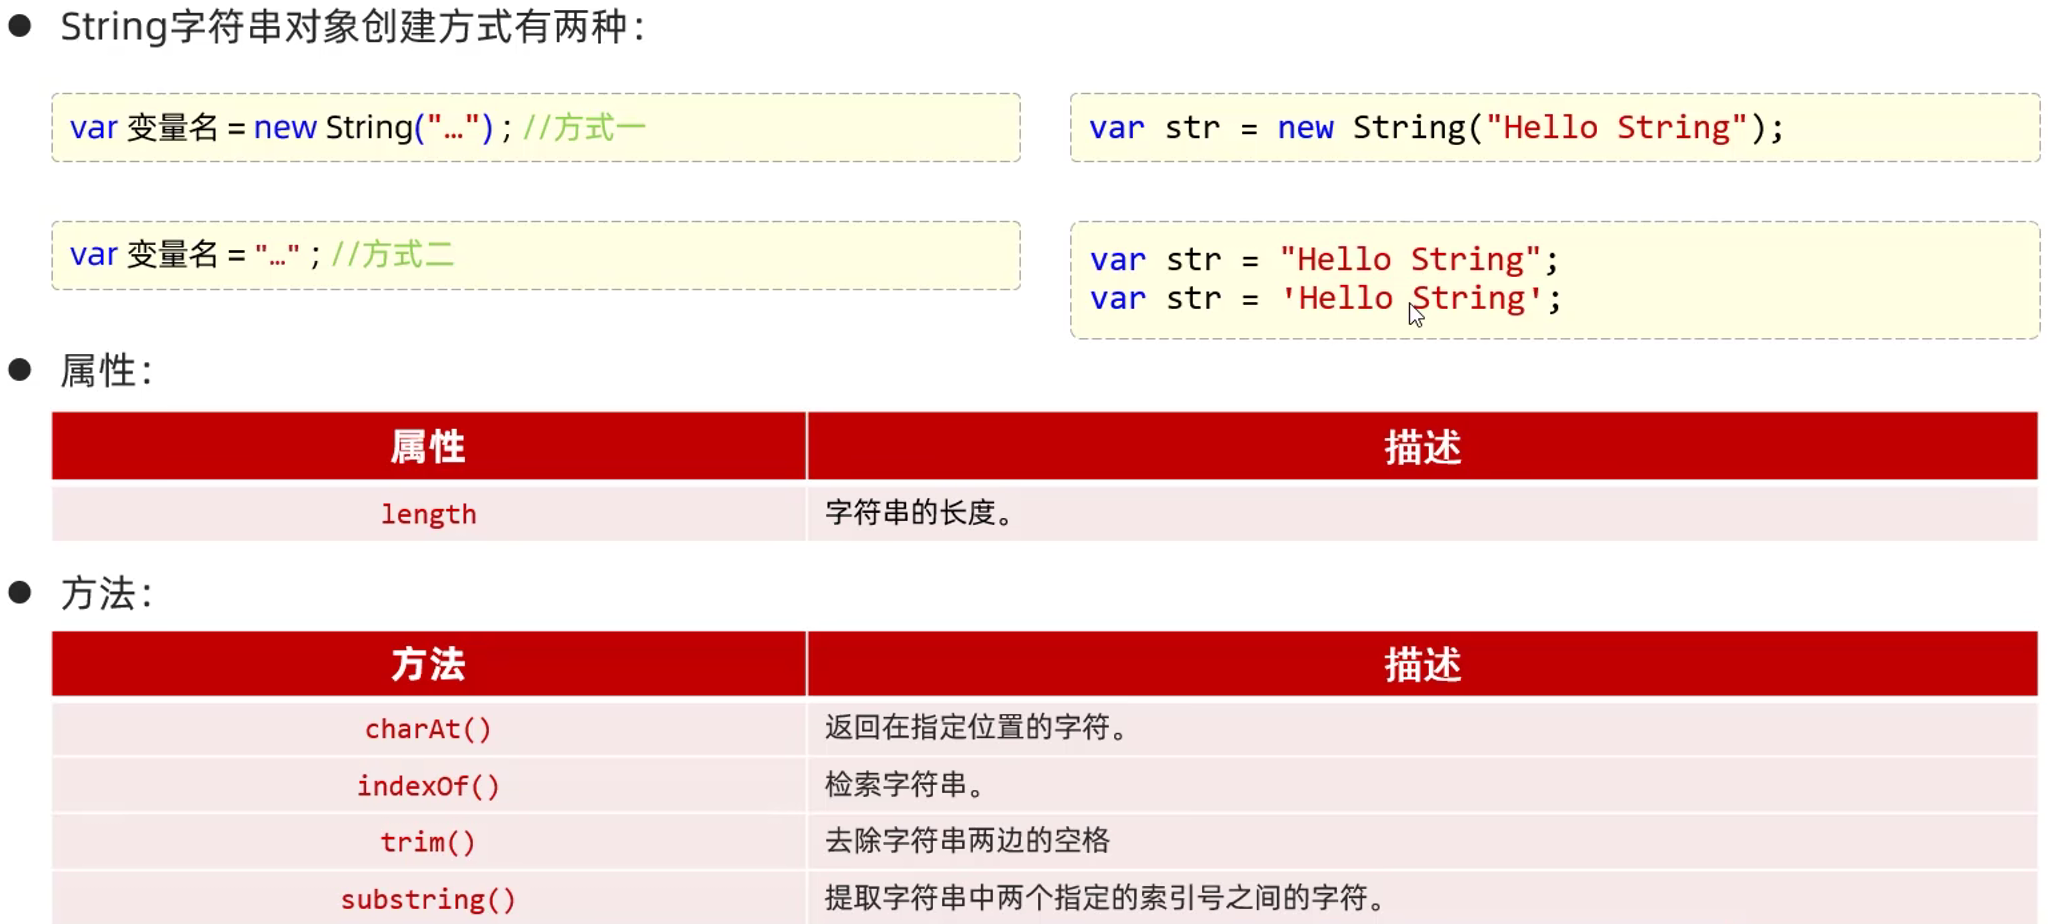 ● String字符串对象创建方式有两种：
var 变量名 = new String("…") ; //方式一
var str = new String("Hello String");
var 变量名 = "…" ; //方式二
var str = "Hello String";
var str = 'Hello String';
● 属性：
属性 描述
length 字符串的长度。
● 方法：
方法 描述
charAt() 返回在指定位置的字符。
indexOf() 检索字符串。
trim() 去除字符串两边的空格
substring() 提取字符串中两个指定的索引号之间的字符。